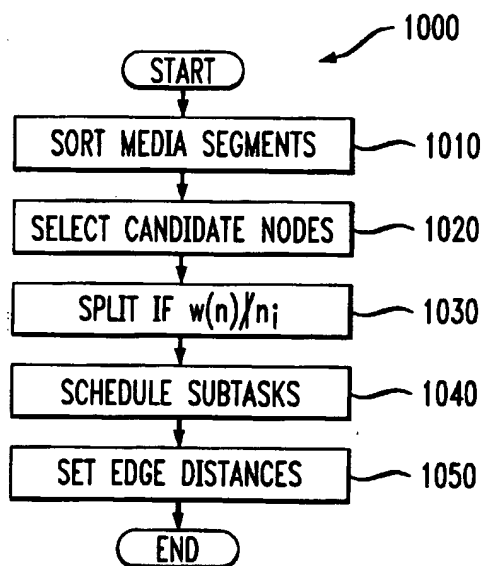 1000
START
SORT MEDIA SEGMENTS
1010
SELECT CANDIDATE NODES
1020
SPLIT IF w(n)∤nᵢ
1030
SCHEDULE SUBTASKS
1040
SET EDGE DISTANCES
1050
END